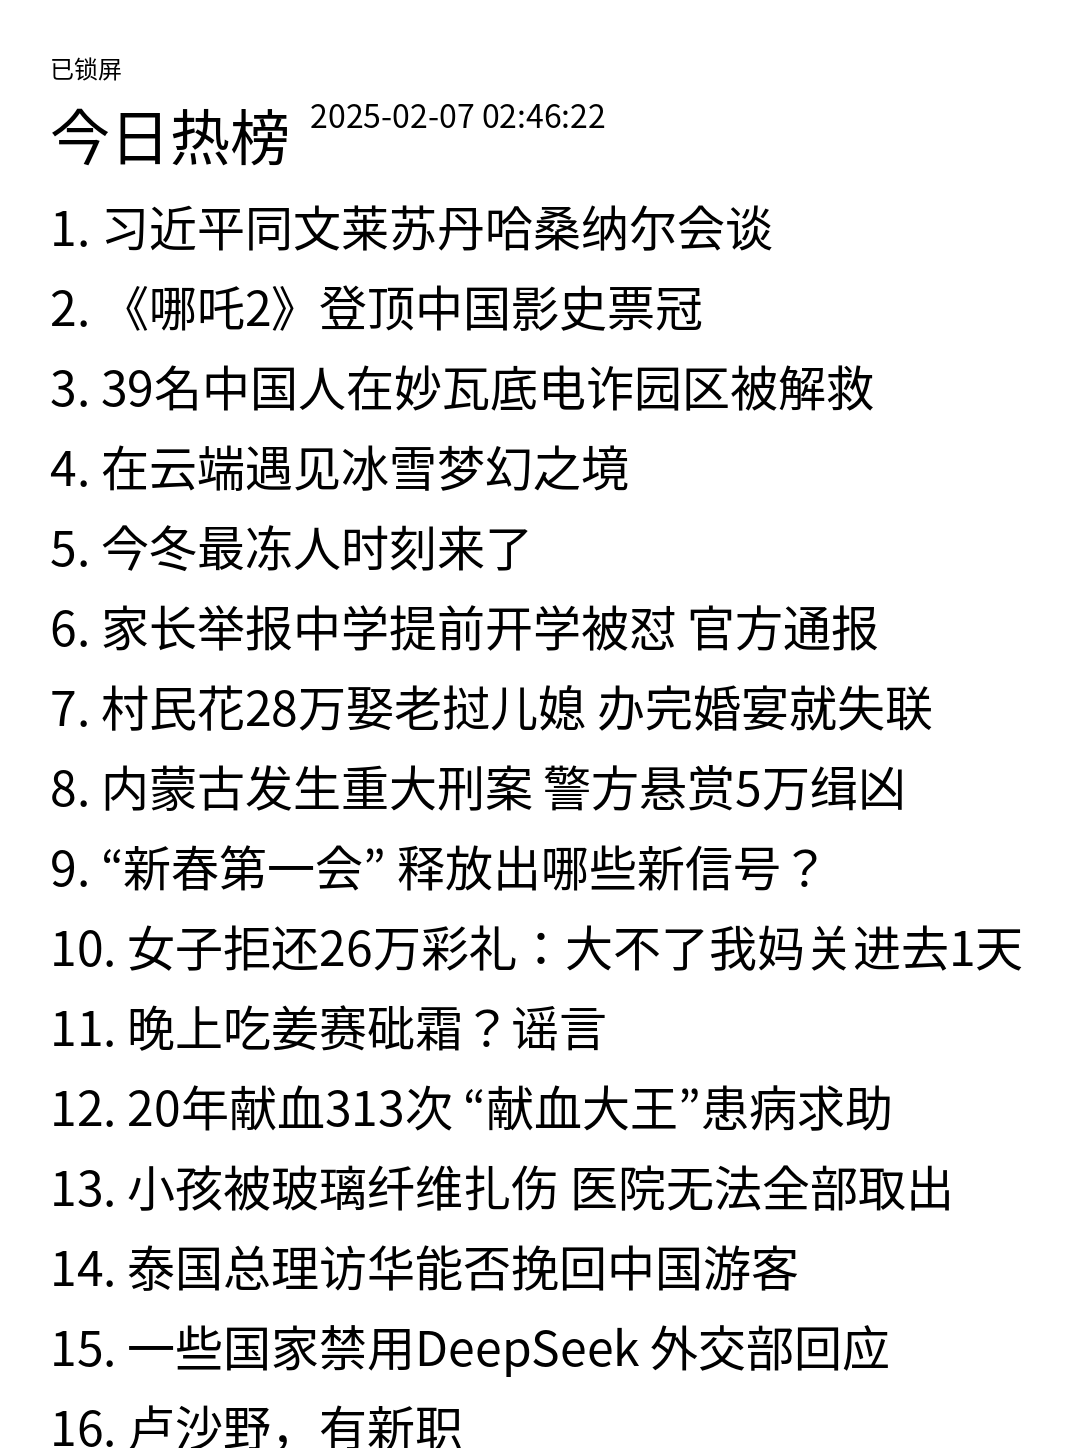 已锁屏
今日热榜 2025-02-07 02:46:22
1. 习近平同文莱苏丹哈桑纳尔会谈
2. 《哪吒2》登顶中国影史票冠
3. 39名中国人在妙瓦底电诈园区被解救
4. 在云端遇见冰雪梦幻之境
5. 今冬最冻人时刻来了
6. 家长举报中学提前开学被怼 官方通报
7. 村民花28万娶老挝儿媳 办完婚宴就失联
8. 内蒙古发生重大刑案 警方悬赏5万缉凶
9. “新春第一会” 释放出哪些新信号？
10. 女子拒还26万彩礼：大不了我妈关进去1天
11. 晚上吃姜赛砒霜？谣言
12. 20年献血313次 “献血大王”患病求助
13. 小孩被玻璃纤维扎伤 医院无法全部取出
14. 泰国总理访华能否挽回中国游客
15. 一些国家禁用DeepSeek 外交部回应
16. 卢沙野，有新职